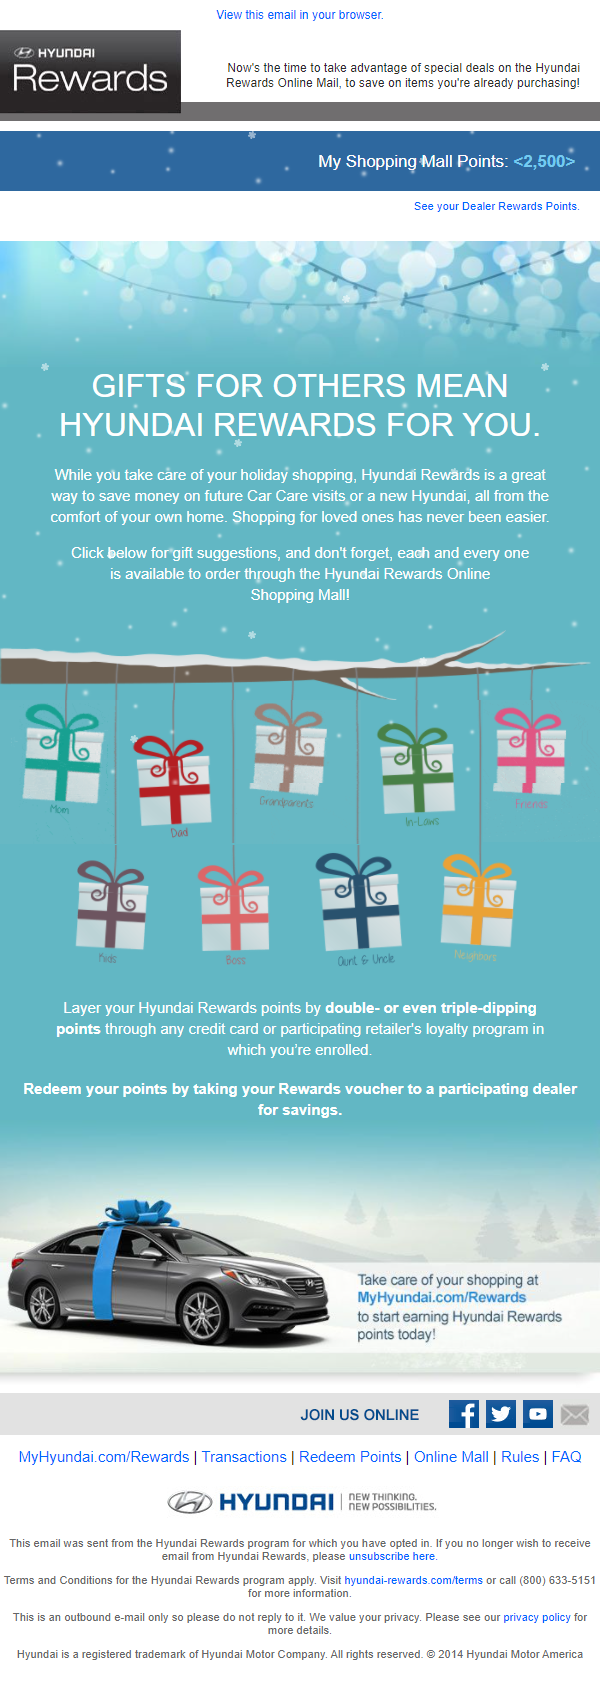 View this email in your browser.
HYUNDAI
Rewards
Now's the time to take advantage of special deals on the Hyundai
Rewards Online Mail, to save on items you're already purchasing!
My Shopping Mall Points: <2,500>
See your Dealer Rewards Points.
GIFTS FOR OTHERS MEAN
HYUNDAI REWARDS FOR YOU.
While you take care of your holiday shopping, Hyundai Rewards is a great
way to save money on future Car Care visits or a new Hyundai, all from the
comfort of your own home. Shopping for loved ones has never been easier.
Click below for gift suggestions, and don't forget, each and every one
is available to order through the Hyundai Rewards Online
Shopping Mall!
Mom
Dad
Grandparents
In-Laws
Friends
Kids
Boss
Aunt & Uncle
Neighbors
Layer your Hyundai Rewards points by double- or even triple-dipping
points through any credit card or participating retailer's loyalty program in
which you're enrolled.
Redeem your points by taking your Rewards voucher to a participating dealer
for savings.
Take care of your shopping at
MyHyundai.com/Rewards
to start earning Hyundai Rewards
points today!
JOIN US ONLINE
MyHyundai.com/Rewards | Transactions | Redeem Points | Online Mall | Rules | FAQ
HYUNDAI | NEW THINKING.
NEW POSSIBILITIES.
This email was sent from the Hyundai Rewards program for which you have opted in. If you no longer wish to receive
email from Hyundai Rewards, please unsubscribe here.
Terms and Conditions for the Hyundai Rewards program apply. Visit hyundai-rewards.com/terms or call (800) 633-5151
for more information.
This is an outbound e-mail only so please do not reply to it. We value your privacy. Please see our privacy policy for
more details.
Hyundai is a registered trademark of Hyundai Motor Company. All rights reserved. © 2014 Hyundai Motor America